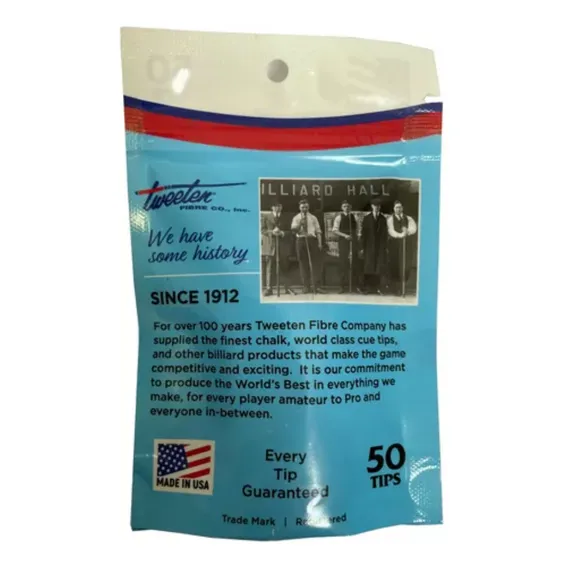 tweeten
FIBRE CO., Inc.
ILLIARD HALL
We have
some history
SINCE 1912
For over 100 years Tweeten Fibre Company has
supplied the finest chalk, world class cue tips,
and other billiard products that make the game
competitive and exciting. It is our commitment
to produce the World's Best in everything we
make, for every player amateur to Pro and
everyone in-between.
MADE IN USA
Every
Tip
Guaranteed
50
TIPS
Trade Mark | Registered